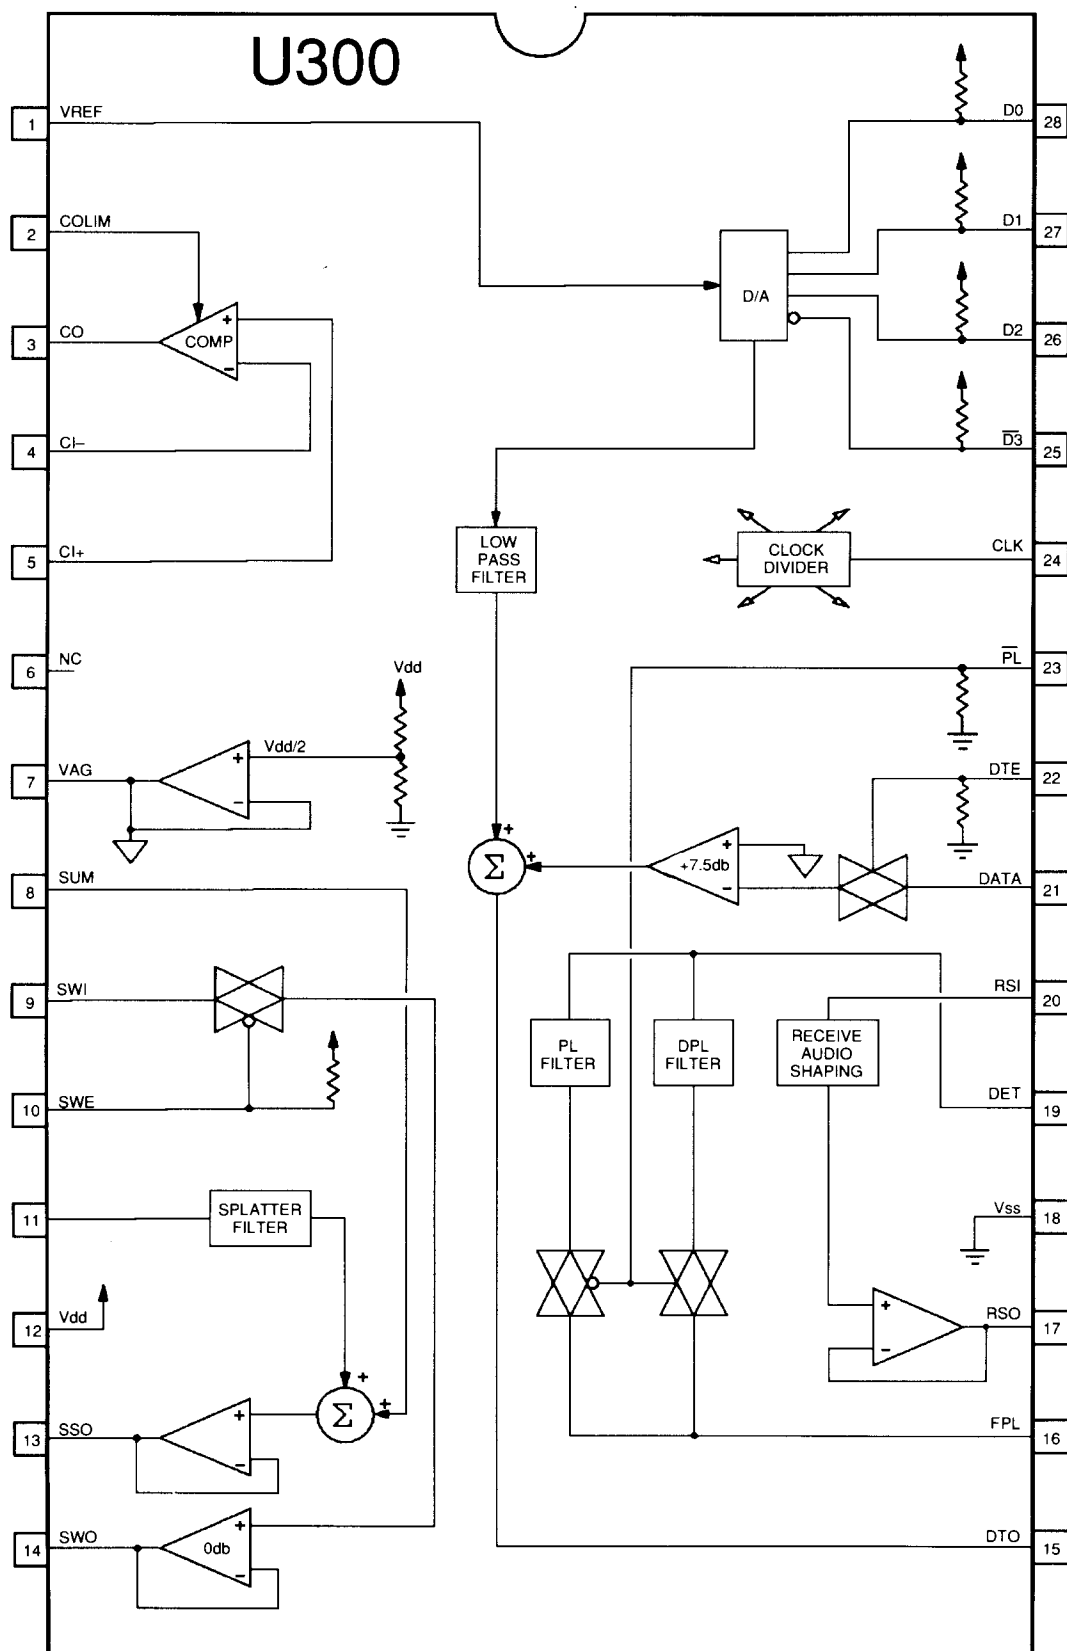 U300
1 VREF
2 COLIM
3 CO
4 CI–
5 CI+
6 NC
7 VAG
8 SUM
9 SWI
10 SWE
11
12 Vdd
13 SSO
14 SWO
+
COMP
–
Vdd
Vdd/2
+
–
SPLATTER
FILTER
+
+
Σ
+
–
+
0db
–
D/A
LOW
PASS
FILTER
CLOCK
DIVIDER
+
+
Σ
+
+7.5db
–
PL
FILTER
DPL
FILTER
RECEIVE
AUDIO
SHAPING
+
–
D0 28
D1 27
D2 26
D̅3̅ 25
CLK 24
P̅L̅ 23
DTE 22
DATA 21
RSI 20
DET 19
Vss 18
RSO 17
FPL 16
DTO 15